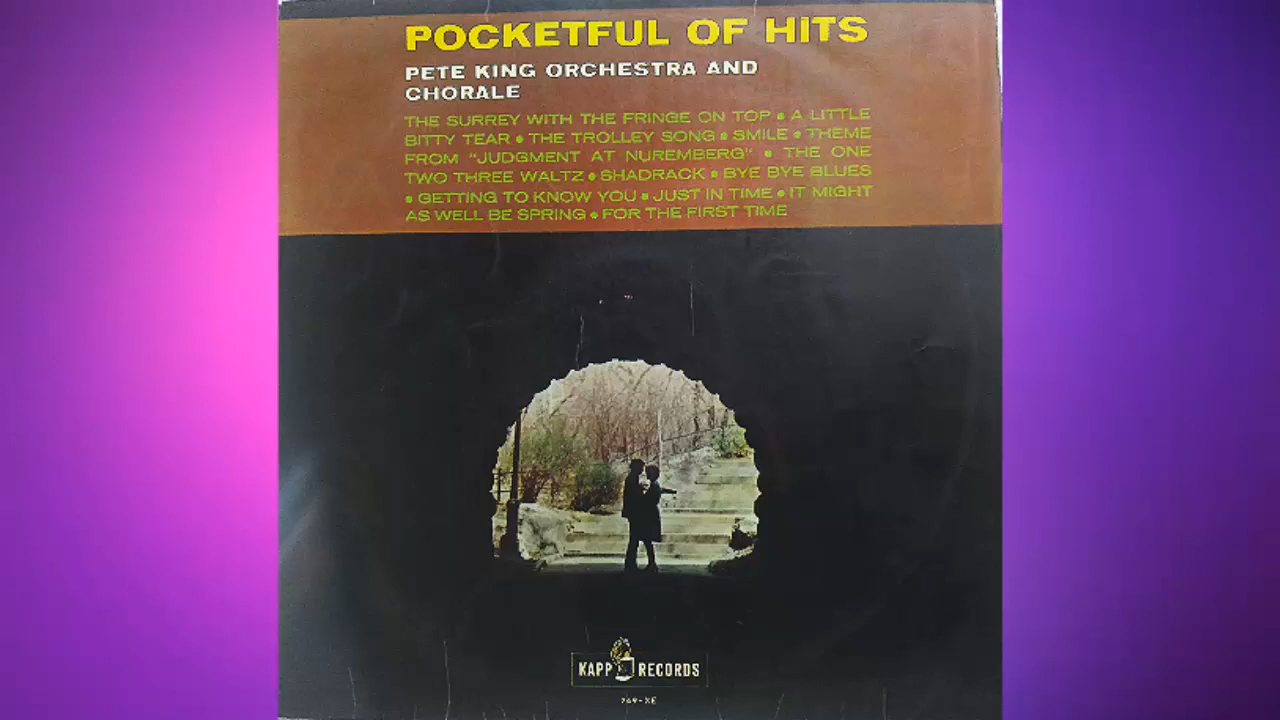 POCKETFUL OF HITS
PETE KING ORCHESTRA AND
CHORALE
THE SURREY WITH THE FRINGE ON TOP • A LITTLE
BITTY TEAR • THE TROLLEY SONG • SMILE • THEME
FROM "JUDGMENT AT NUREMBERG" • THE ONE
TWO THREE WALTZ • SHADRACK • BYE BYE BLUES
• GETTING TO KNOW YOU • JUST IN TIME • IT MIGHT
AS WELL BE SPRING • FOR THE FIRST TIME
KAPP RECORDS